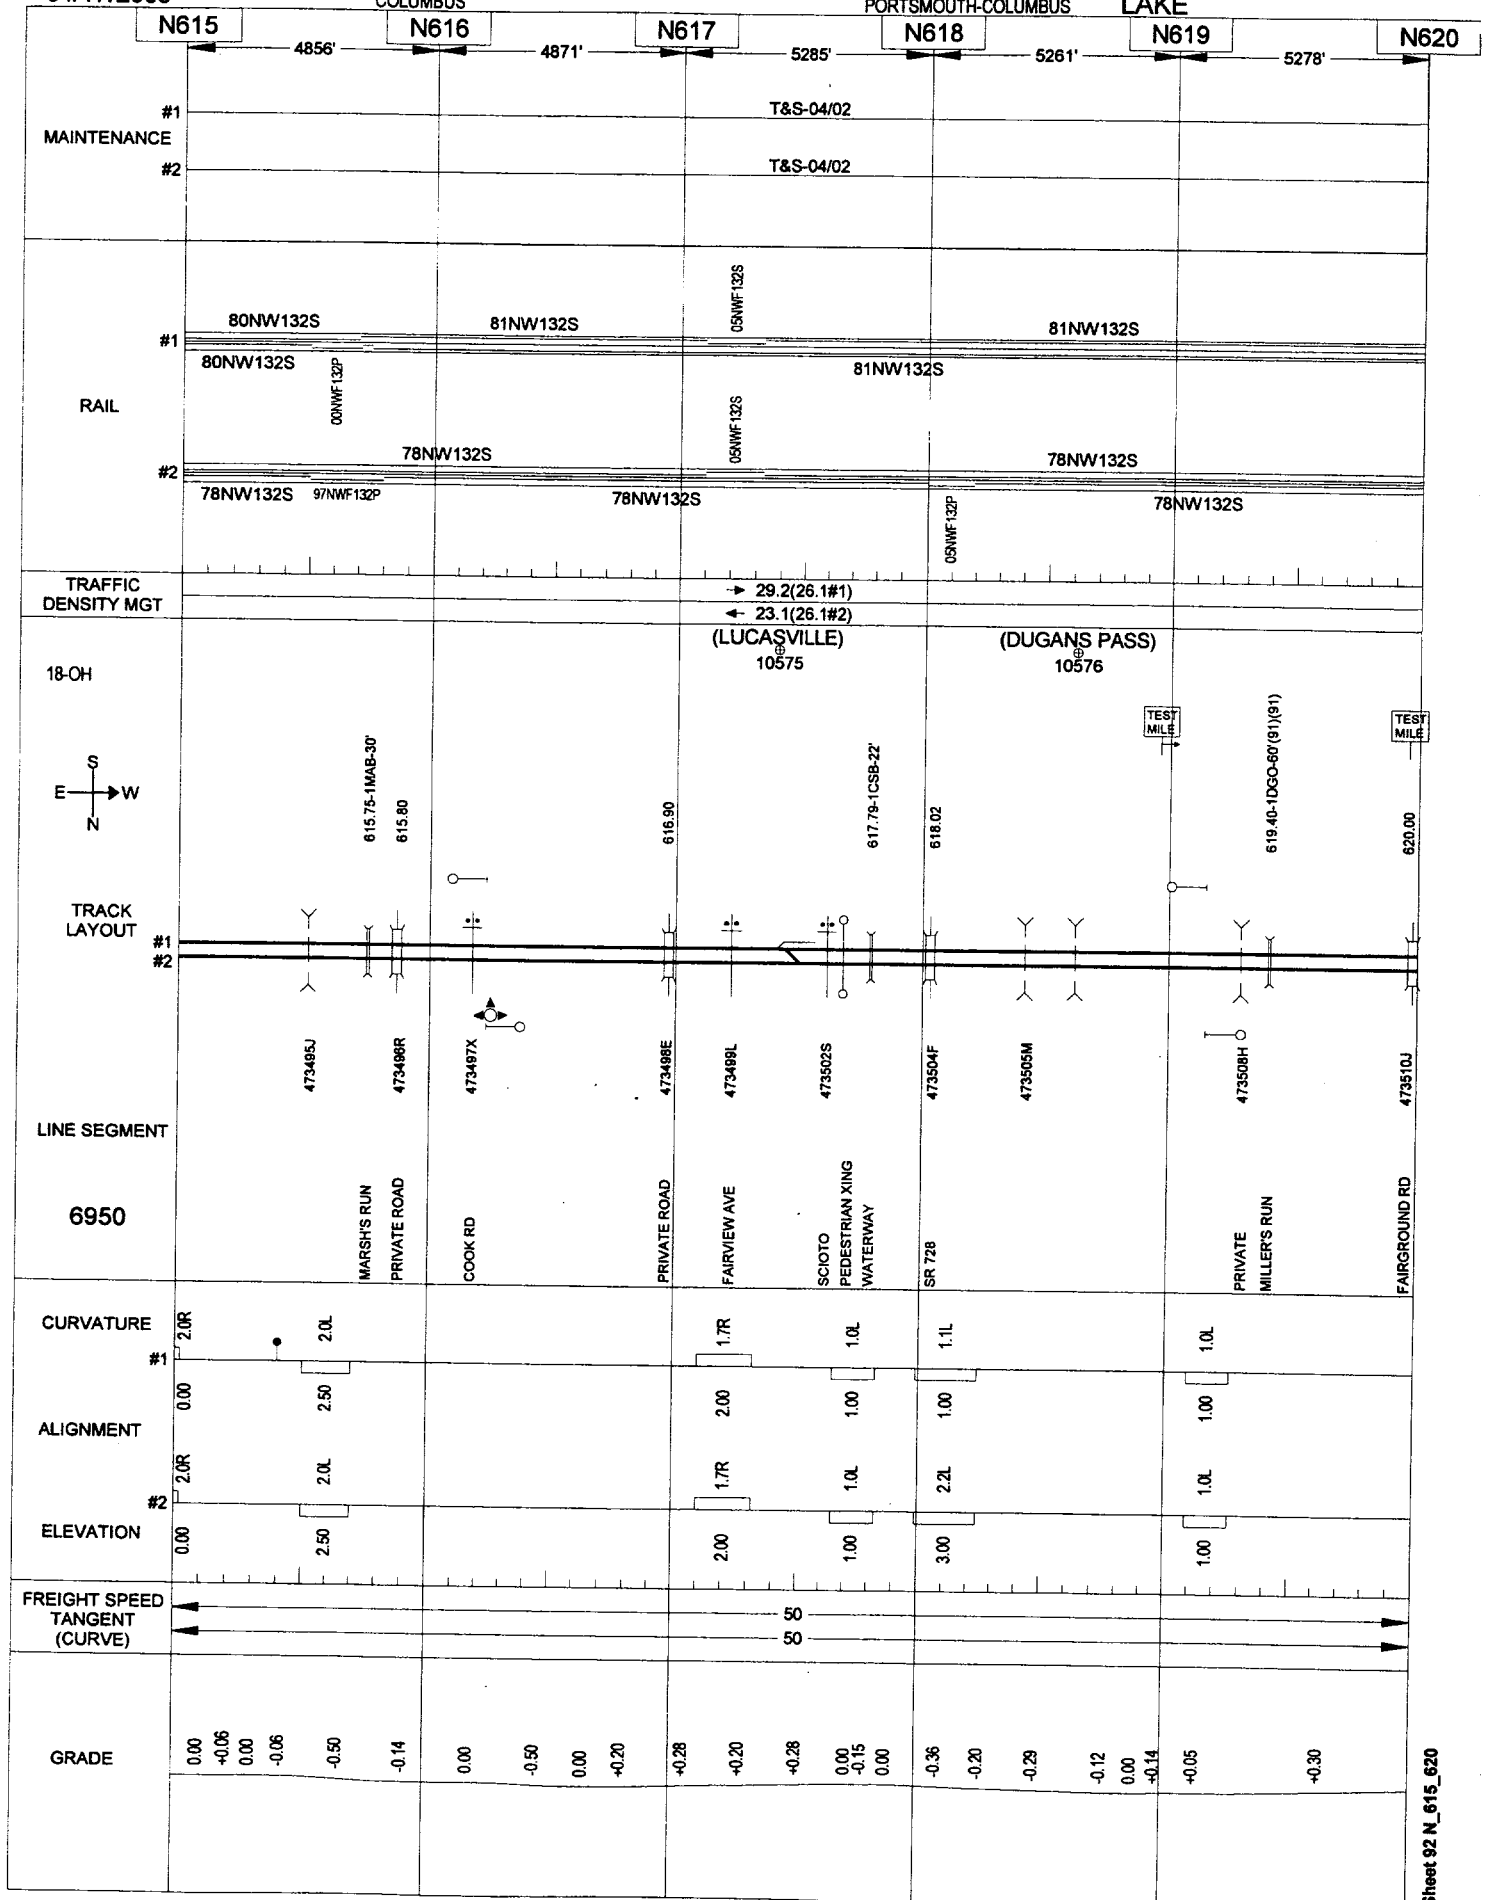 COLUMBUS
PORTSMOUTH-COLUMBUS
LAKE
N615
N616
N617
N618
N619
N620
4856'
4871'
5285'
5261'
5278'
MAINTENANCE
#1
T&S-04/02
#2
T&S-04/02
RAIL
#1
80NW132S
81NW132S
05NWF132S
81NW132S
80NW132S
00NWF132P
81NW132S
#2
78NW132S
05NWF132S
78NW132S
78NW132S
97NWF132P
78NW132S
05NWF132P
78NW132S
TRAFFIC
DENSITY MGT
29.2(26.1#1)
23.1(26.1#2)
18-OH
(LUCASVILLE)
10575
(DUGANS PASS)
10576
TEST
MILE
TEST
MILE
S
E
W
N
615.75-1MAB-30'
615.80
616.90
617.79-1CSB-22'
618.02
619.40-1DGO-60'(91)(91)
620.00
TRACK
LAYOUT
#1
#2
473495J
473496R
473497X
473498E
473499L
473502S
473504F
473505M
473508H
473510J
LINE SEGMENT
6950
MARSH'S RUN
PRIVATE ROAD
COOK RD
PRIVATE ROAD
FAIRVIEW AVE
SCIOTO
PEDESTRIAN XING
WATERWAY
SR 728
PRIVATE
MILLER'S RUN
FAIRGROUND RD
CURVATURE
#1
2.0R
2.0L
1.7R
1.0L
1.1L
1.0L
0.00
2.50
2.00
1.00
1.00
1.00
ALIGNMENT
#2
2.0R
2.0L
1.7R
1.0L
2.2L
1.0L
ELEVATION
0.00
2.50
2.00
1.00
3.00
1.00
FREIGHT SPEED
TANGENT
(CURVE)
50
50
GRADE
0.00
+0.06
0.00
-0.06
-0.50
-0.14
0.00
-0.50
0.00
+0.20
+0.28
+0.20
+0.28
0.00
-0.15
0.00
-0.36
-0.20
-0.29
-0.12
0.00
+0.14
+0.05
+0.30
Sheet 92 N_615_620